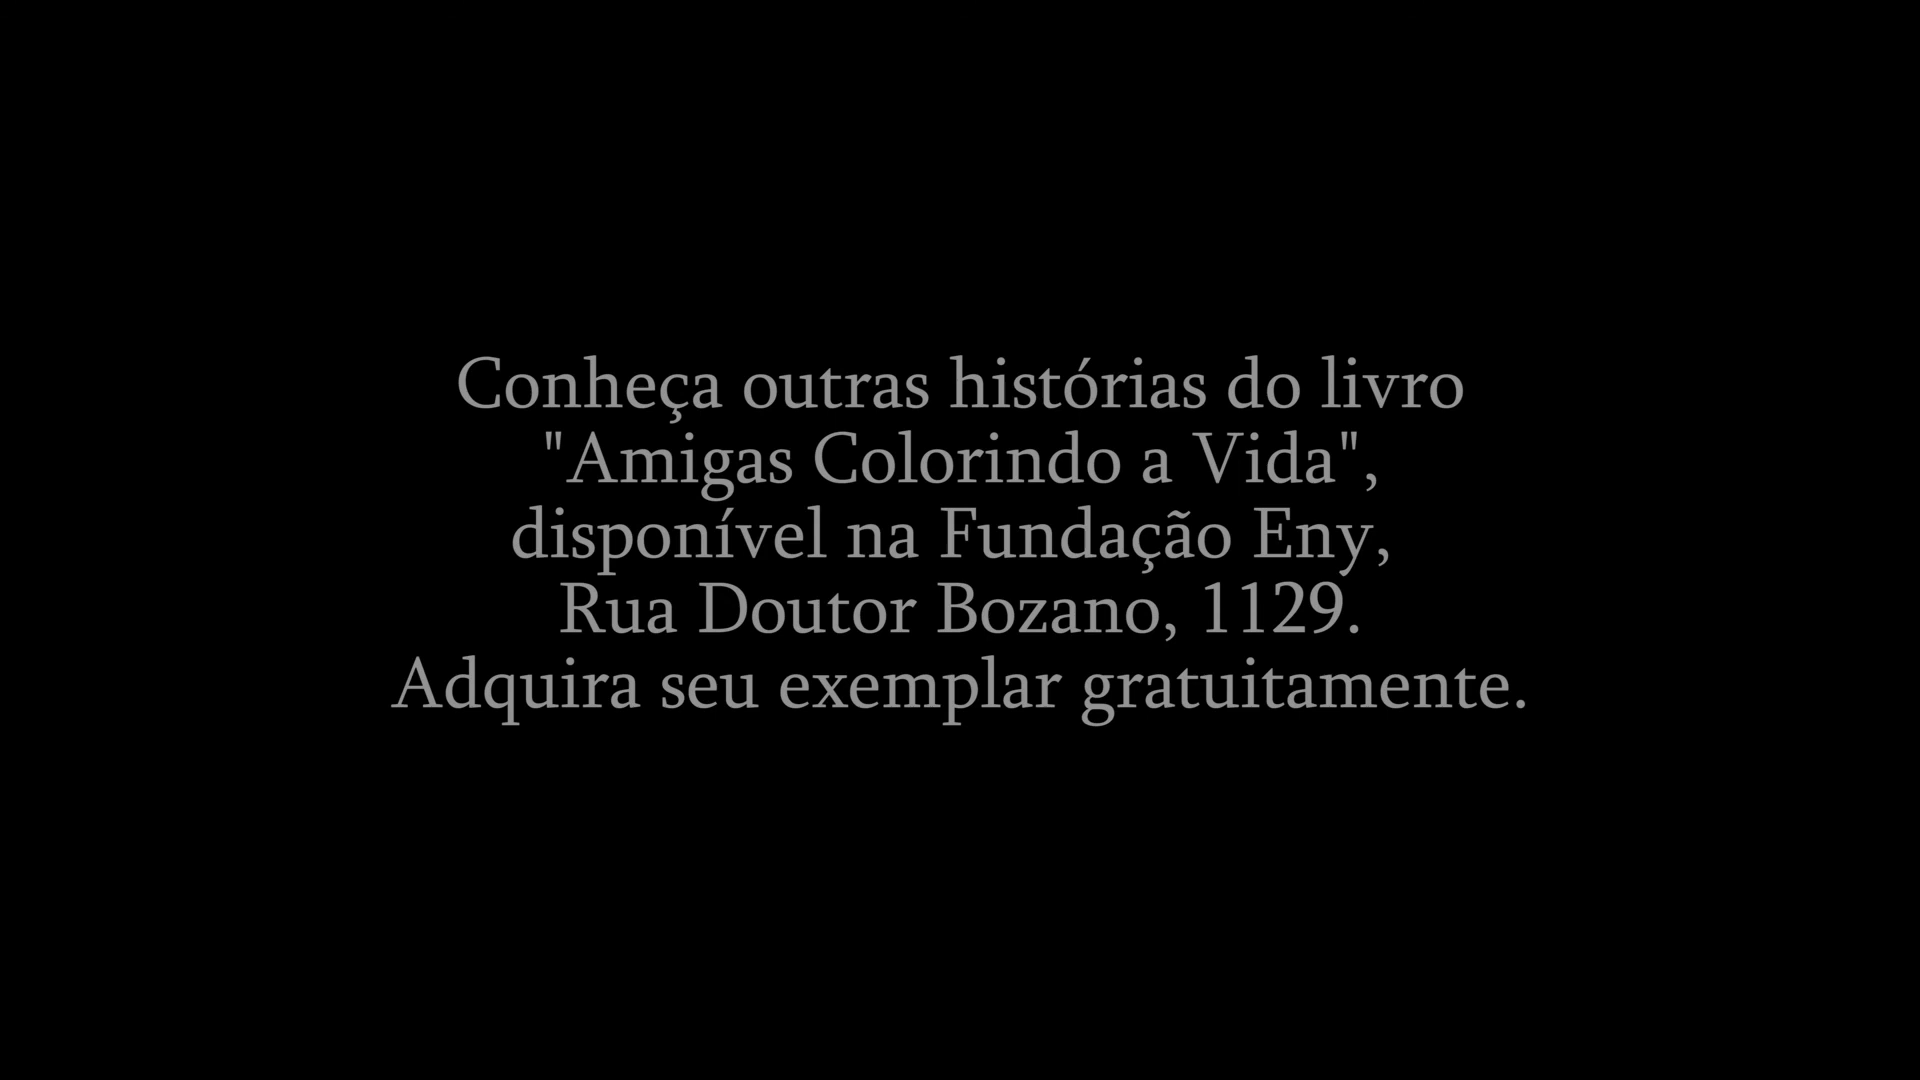 Conheça outras histórias do livro
"Amigas Colorindo a Vida",
disponível na Fundação Eny,
Rua Doutor Bozano, 1129.
Adquira seu exemplar gratuitamente.